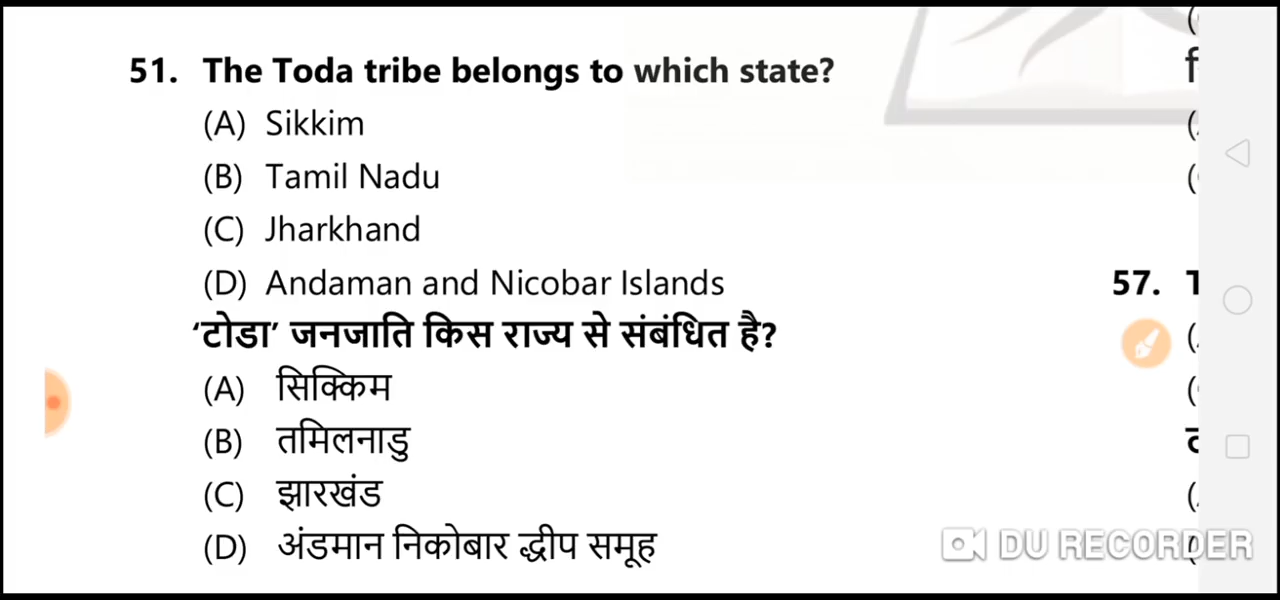 51. The Toda tribe belongs to which state?
(A) Sikkim
(B) Tamil Nadu
(C) Jharkhand
(D) Andaman and Nicobar Islands
‘टोडा’ जनजाति किस राज्य से संबंधित है?
(A) सिक्किम
(B) तमिलनाडु
(C) झारखंड
(D) अंडमान निकोबार द्धीप समूह
57.
DU RECORDER